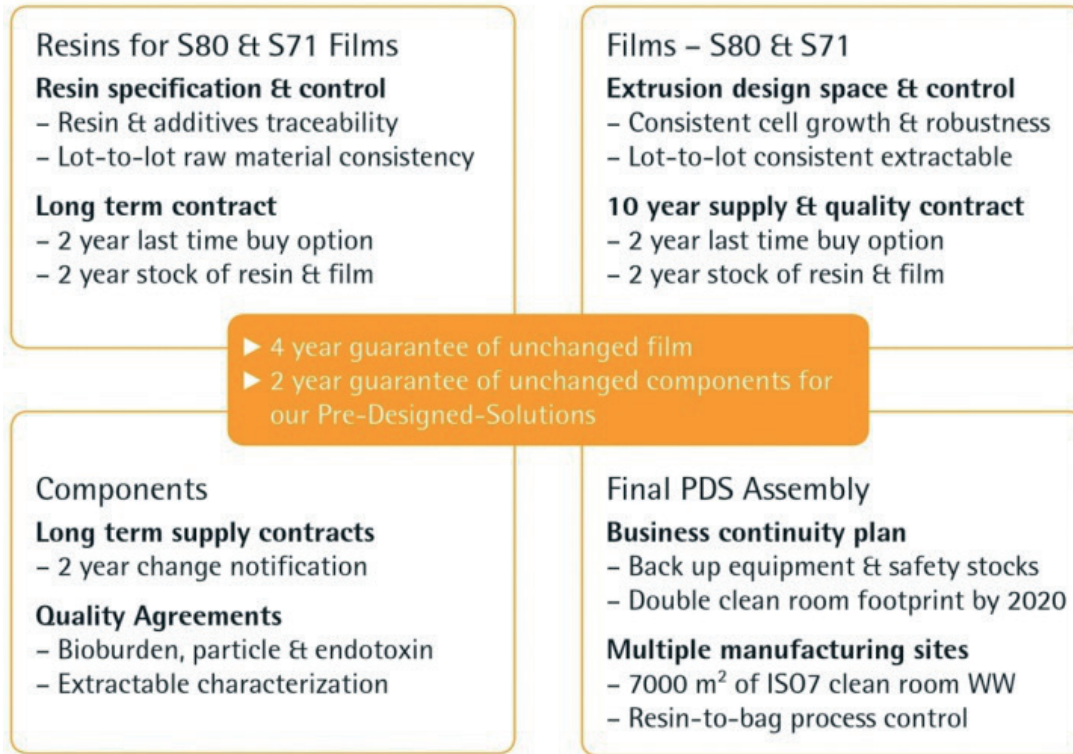 Resins for S80 & S71 Films
Resin specification & control
– Resin & additives traceability
– Lot-to-lot raw material consistency
Long term contract
– 2 year last time buy option
– 2 year stock of resin & film
Films – S80 & S71
Extrusion design space & control
– Consistent cell growth & robustness
– Lot-to-lot consistent extractable
10 year supply & quality contract
– 2 year last time buy option
– 2 year stock of resin & film
▶ 4 year guarantee of unchanged film
▶ 2 year guarantee of unchanged components for
our Pre-Designed-Solutions
Components
Long term supply contracts
– 2 year change notification
Quality Agreements
– Bioburden, particle & endotoxin
– Extractable characterization
Final PDS Assembly
Business continuity plan
– Back up equipment & safety stocks
– Double clean room footprint by 2020
Multiple manufacturing sites
– 7000 m² of ISO7 clean room WW
– Resin-to-bag process control